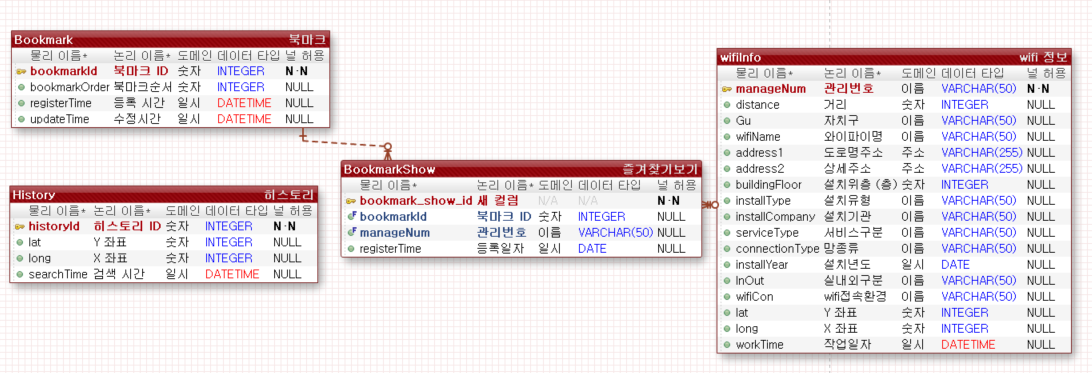 Bookmark 북마크
물리 이름* 논리 이름* 도메인 데이터 타입 널 허용
bookmarkId 북마크 ID 숫자 INTEGER N·N
bookmarkOrder 북마크순서 숫자 INTEGER NULL
registerTime 등록 시간 일시 DATETIME NULL
updateTime 수정시간 일시 DATETIME NULL
History 히스토리
물리 이름* 논리 이름* 도메인 데이터 타입 널 허용
historyId 히스토리 ID 숫자 INTEGER N·N
lat Y 좌표 숫자 INTEGER NULL
long X 좌표 숫자 INTEGER NULL
searchTime 검색 시간 일시 DATETIME NULL
BookmarkShow 즐겨찾기보기
물리 이름* 논리 이름* 도메인 데이터 타입 널 허용
bookmark_show_id 새 컬럼 N/A N/A N·N
bookmarkId 북마크 ID 숫자 INTEGER NULL
manageNum 관리번호 이름 VARCHAR(50) NULL
registerTime 등록일자 일시 DATE NULL
wifiInfo wifi 정보
물리 이름* 논리 이름* 도메인 데이터 타입 널 허용
manageNum 관리번호 이름 VARCHAR(50) N·N
distance 거리 숫자 INTEGER NULL
Gu 자치구 이름 VARCHAR(50) NULL
wifiName 와이파이명 이름 VARCHAR(50) NULL
address1 도로명주소 주소 VARCHAR(255) NULL
address2 상세주소 주소 VARCHAR(255) NULL
buildingFloor 설치위층 (층) 숫자 INTEGER NULL
installType 설치유형 이름 VARCHAR(50) NULL
installCompany 설치기관 이름 VARCHAR(50) NULL
serviceType 서비스구분 이름 VARCHAR(50) NULL
connectionType 망종류 이름 VARCHAR(50) NULL
installYear 설치년도 일시 DATE NULL
InOut 실내외구분 이름 VARCHAR(50) NULL
wifiCon wifi접속환경 이름 VARCHAR(50) NULL
lat Y 좌표 숫자 INTEGER NULL
long X 좌표 숫자 INTEGER NULL
workTime 작업일자 일시 DATETIME NULL